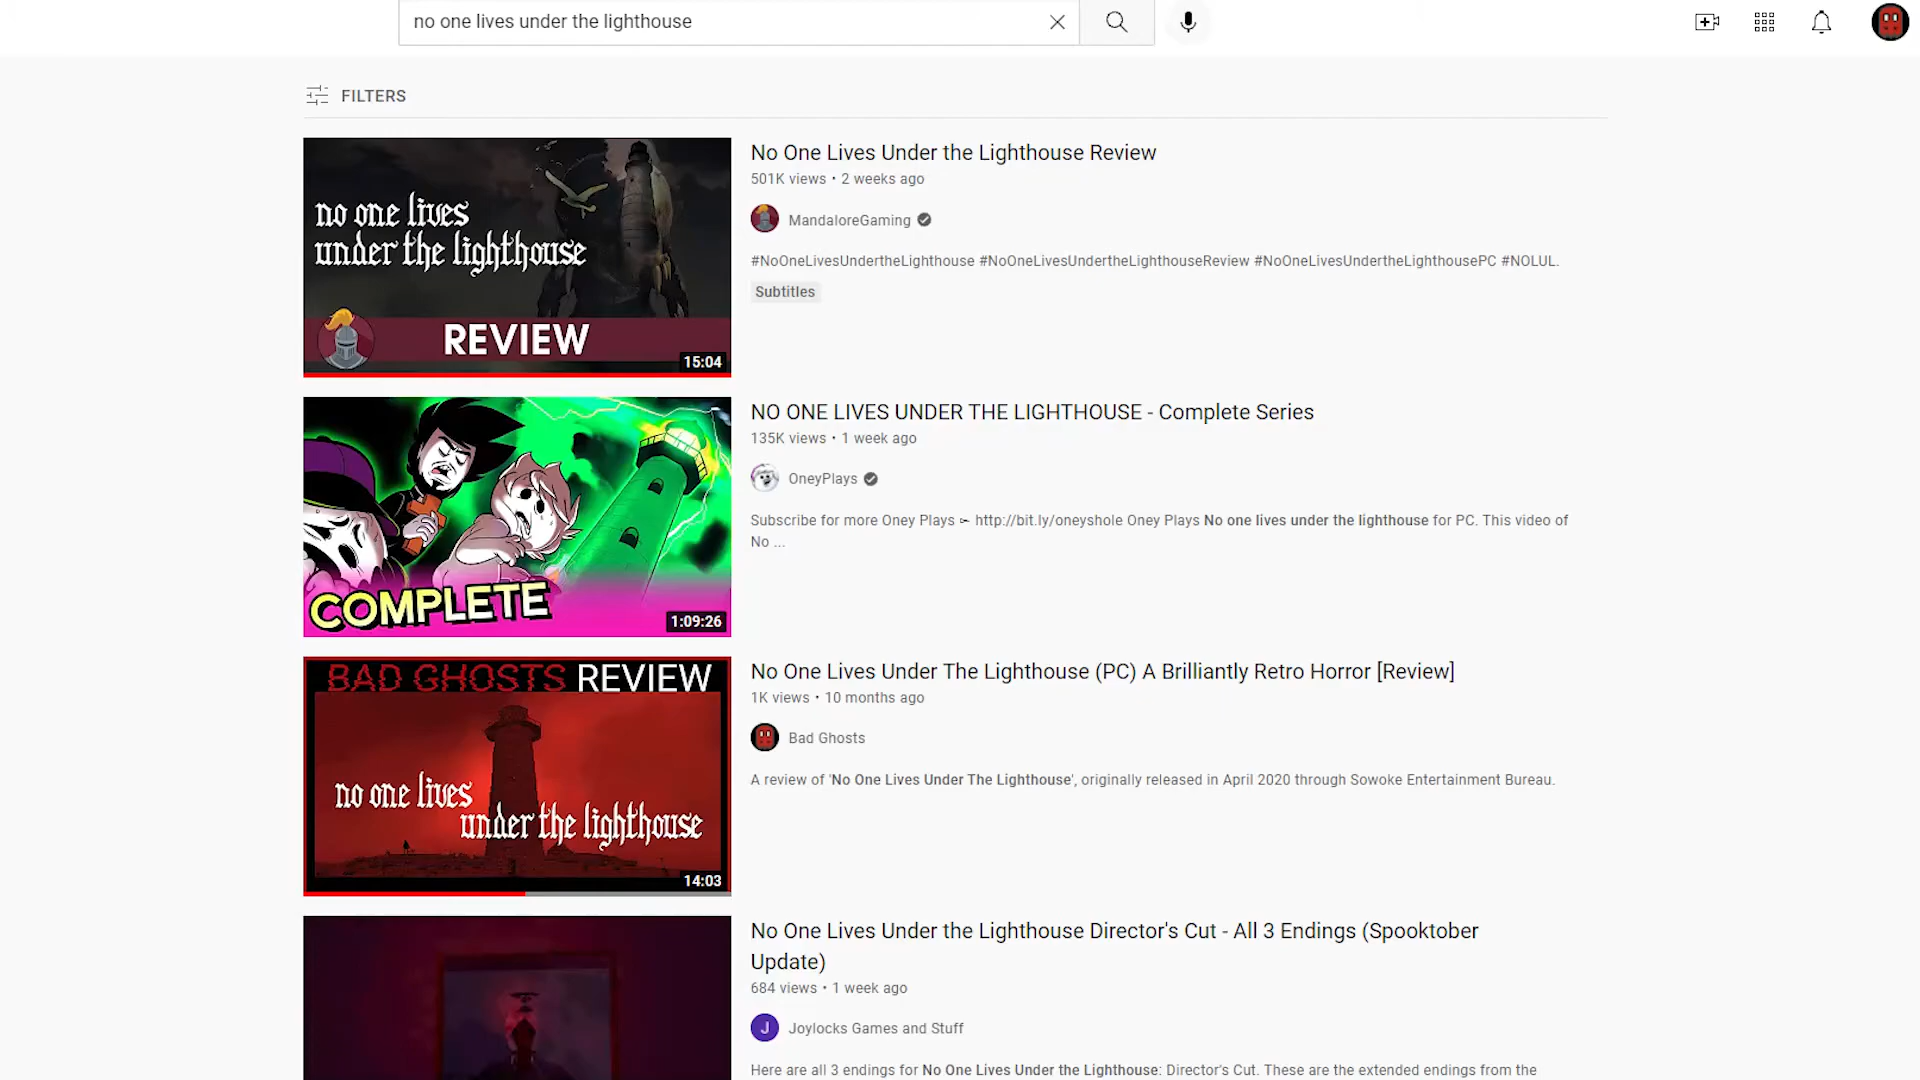 no one lives under the lighthouse
FILTERS
no one lives
under the lighthouse
REVIEW
15:04
No One Lives Under the Lighthouse Review
501K views • 2 weeks ago
MandaloreGaming
#NoOneLivesUndertheLighthouse #NoOneLivesUndertheLighthouseReview #NoOneLivesUndertheLighthousePC #NOLUL.
Subtitles
COMPLETE
1:09:26
NO ONE LIVES UNDER THE LIGHTHOUSE - Complete Series
135K views • 1 week ago
OneyPlays
Subscribe for more Oney Plays ► http://bit.ly/oneyshole Oney Plays No one lives under the lighthouse for PC. This video of
No ...
BAD GHOSTS REVIEW
no one lives
under the lighthouse
14:03
No One Lives Under The Lighthouse (PC) A Brilliantly Retro Horror [Review]
1K views • 10 months ago
Bad Ghosts
A review of 'No One Lives Under The Lighthouse', originally released in April 2020 through Sowoke Entertainment Bureau.
No One Lives Under the Lighthouse Director's Cut - All 3 Endings (Spooktober
Update)
684 views • 1 week ago
J
Joylocks Games and Stuff
Here are all 3 endings for No One Lives Under the Lighthouse: Director's Cut. These are the extended endings from the